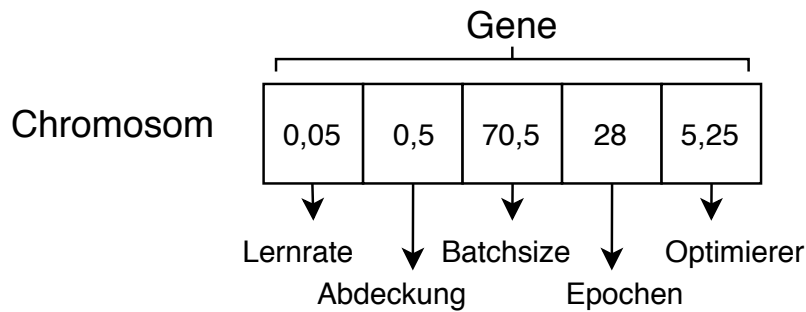 Gene
Chromosom 0,05 0,5 70,5 28 5,25
Lernrate Batchsize Optimierer
Abdeckung Epochen